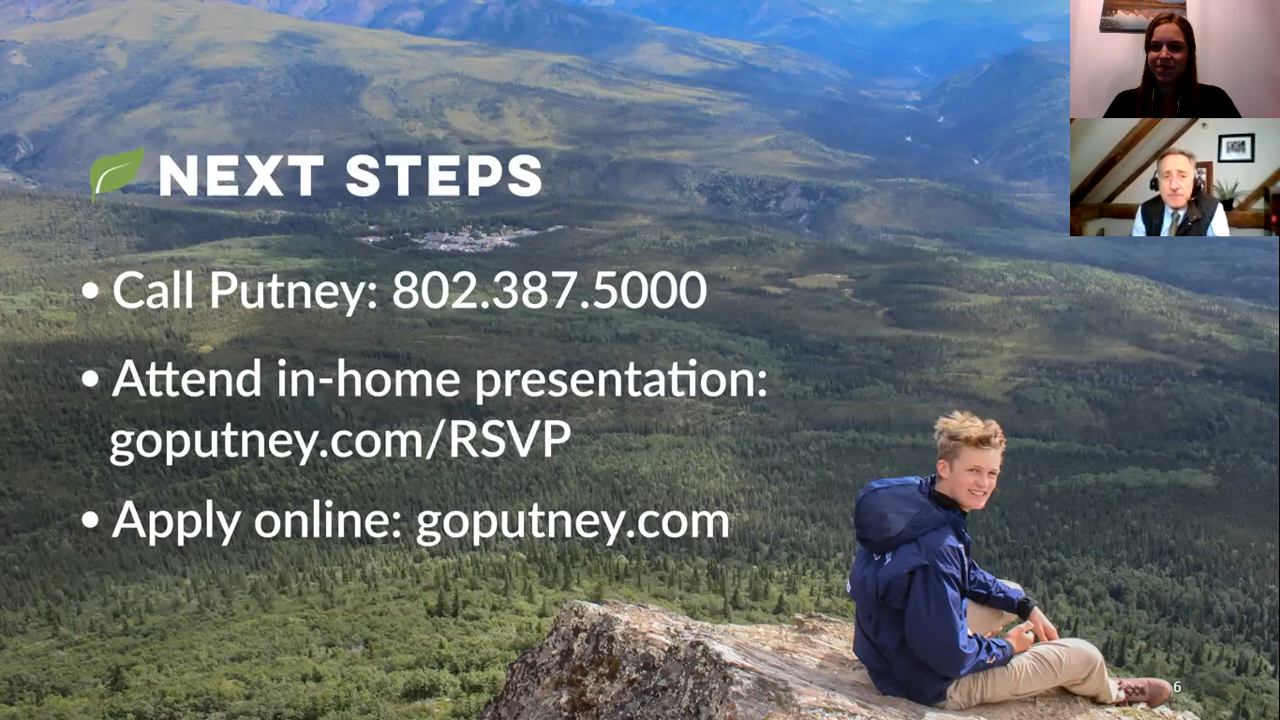 NEXT STEPS
• Call Putney: 802.387.5000
• Attend in-home presentation:
goputney.com/RSVP
• Apply online: goputney.com
6